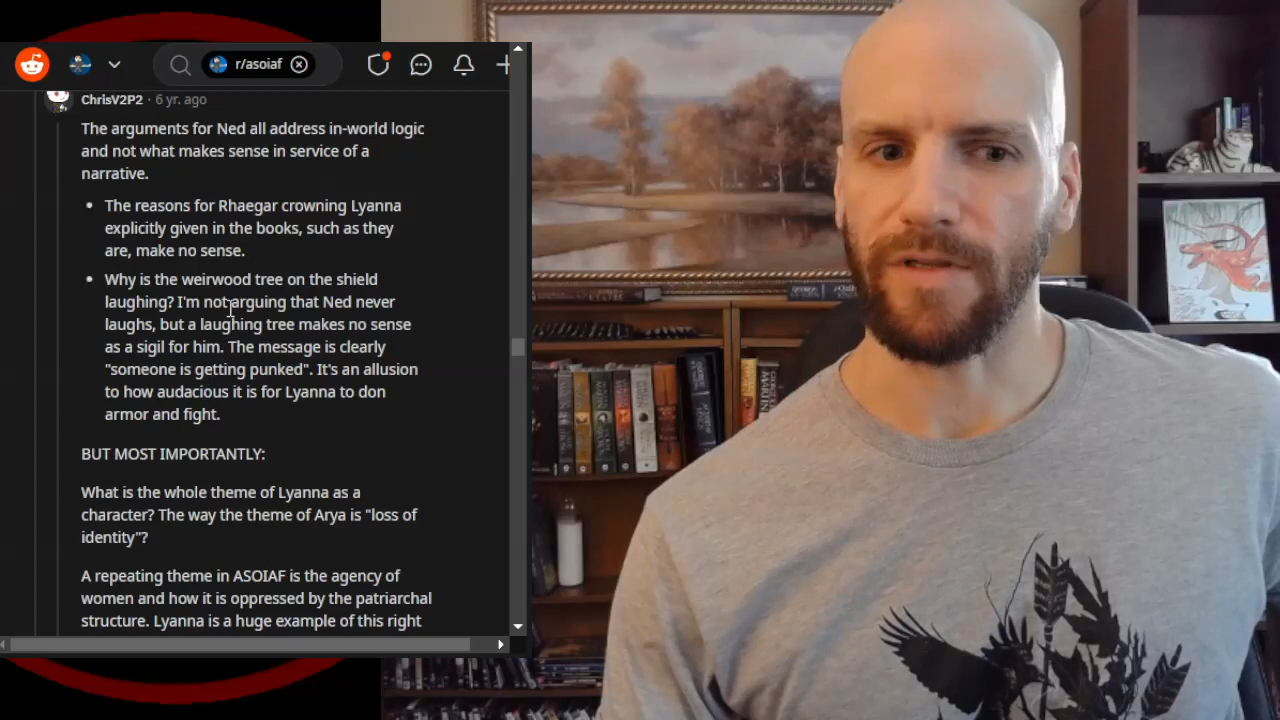 r/asoiaf
ChrisV2P2 · 6 yr. ago
The arguments for Ned all address in-world logic
and not what makes sense in service of a
narrative.
• The reasons for Rhaegar crowning Lyanna
explicitly given in the books, such as they
are, make no sense.
• Why is the weirwood tree on the shield
laughing? I'm not arguing that Ned never
laughs, but a laughing tree makes no sense
as a sigil for him. The message is clearly
"someone is getting punked". It's an allusion
to how audacious it is for Lyanna to don
armor and fight.
BUT MOST IMPORTANTLY:
What is the whole theme of Lyanna as a
character? The way the theme of Arya is "loss of
identity"?
A repeating theme in ASOIAF is the agency of
women and how it is oppressed by the patriarchal
structure. Lyanna is a huge example of this right